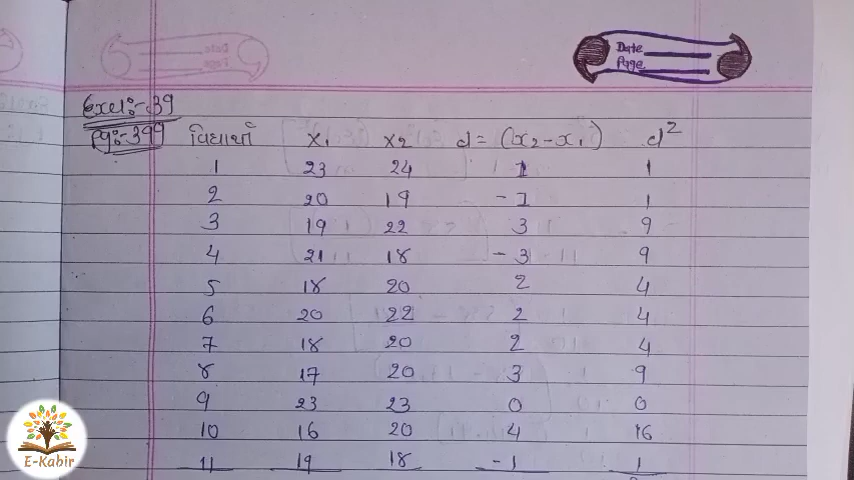 Date
Page
Ex:- 39
Pg:- 399 વિદ્યાર્થી x₁ x₂ d = (x₂-x₁) d²
1 23 24 1 1
2 20 19 -1 1
3 19 22 3 9
4 21 18 -3 9
5 18 20 2 4
6 20 22 2 4
7 18 20 2 4
8 17 20 3 9
9 23 23 0 0
10 16 20 4 16
11 19 18 -1 1
E-Kabir